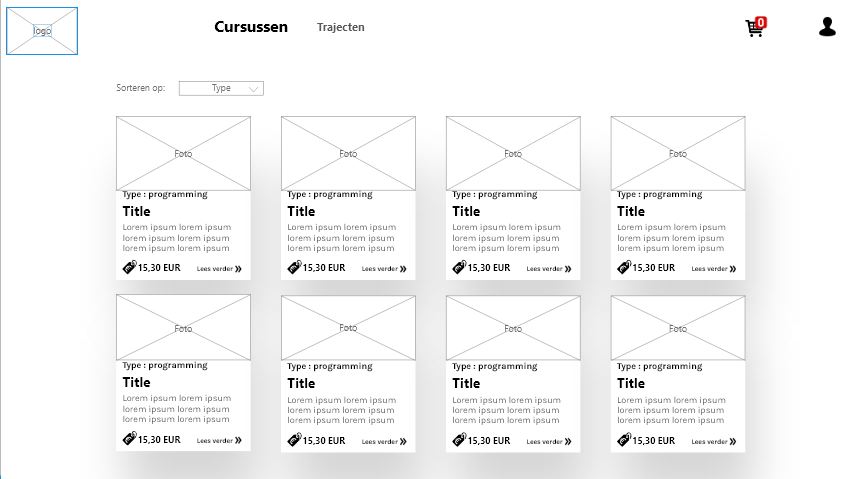 logo
Cursussen
Trajecten
0
Sorteren op:
Type
Foto
Foto
Foto
Foto
Type : programming
Type : programming
Type : programming
Type : programming
Title
Title
Title
Title
Lorem ipsum lorem ipsum
lorem ipsum lorem ipsum
lorem ipsum lorem ipsum
Lorem ipsum lorem ipsum
lorem ipsum lorem ipsum
lorem ipsum lorem ipsum
Lorem ipsum lorem ipsum
lorem ipsum lorem ipsum
lorem ipsum lorem ipsum
Lorem ipsum lorem ipsum
lorem ipsum lorem ipsum
lorem ipsum lorem ipsum
15,30 EUR
Lees verder »
15,30 EUR
Lees verder »
15,30 EUR
Lees verder »
15,30 EUR
Lees verder »
Foto
Foto
Foto
Foto
Type : programming
Type : programming
Type : programming
Type : programming
Title
Title
Title
Title
Lorem ipsum lorem ipsum
lorem ipsum lorem ipsum
lorem ipsum lorem ipsum
Lorem ipsum lorem ipsum
lorem ipsum lorem ipsum
lorem ipsum lorem ipsum
Lorem ipsum lorem ipsum
lorem ipsum lorem ipsum
lorem ipsum lorem ipsum
Lorem ipsum lorem ipsum
lorem ipsum lorem ipsum
lorem ipsum lorem ipsum
15,30 EUR
Lees verder »
15,30 EUR
Lees verder »
15,30 EUR
Lees verder »
15,30 EUR
Lees verder »